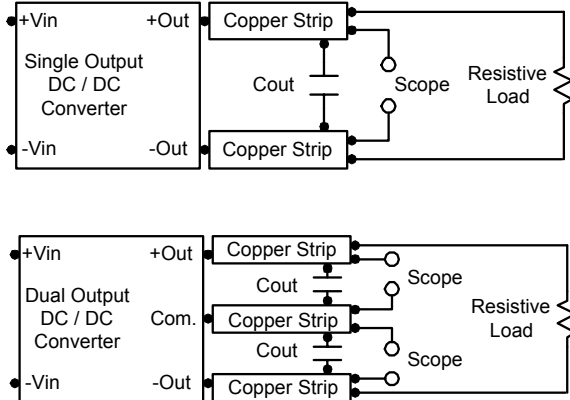 +Vin
+Out
Copper Strip
Single Output
DC / DC
Converter
Cout
Scope
Resistive
Load
-Vin
-Out
Copper Strip
+Vin
+Out
Copper Strip
Cout
Scope
Dual Output
DC / DC
Converter
Com.
Copper Strip
Resistive
Load
Cout
Scope
-Vin
-Out
Copper Strip